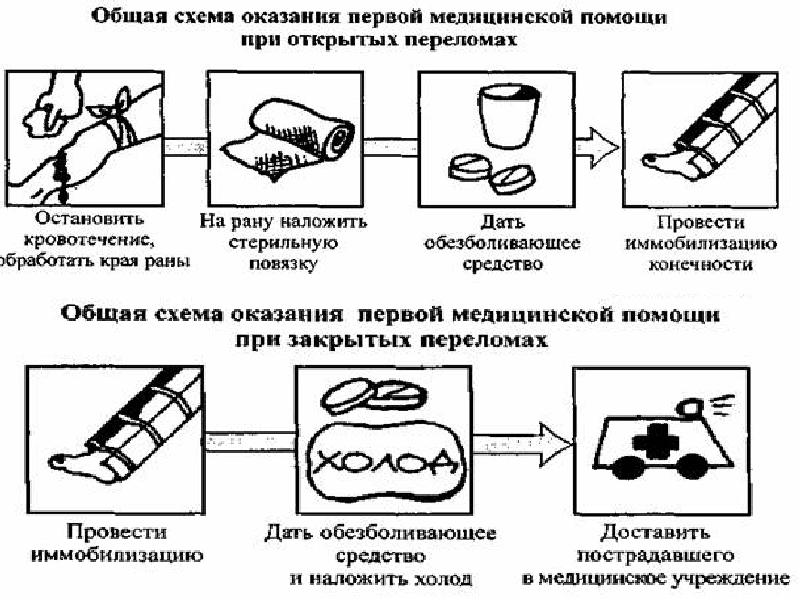 Общая схема оказания первой медицинской помощи
при открытых переломах
Остановить
кровотечение,
обработать края раны
На рану наложить
стерильную
повязку
Дать
обезболивающее
средство
Провести
иммобилизацию
конечности
Общая схема оказания первой медицинской помощи
при закрытых переломах
ХОЛОД
Провести
иммобилизацию
Дать обезболивающее
средство
и наложить холод
Доставить
пострадавшего
в медицинское учреждение